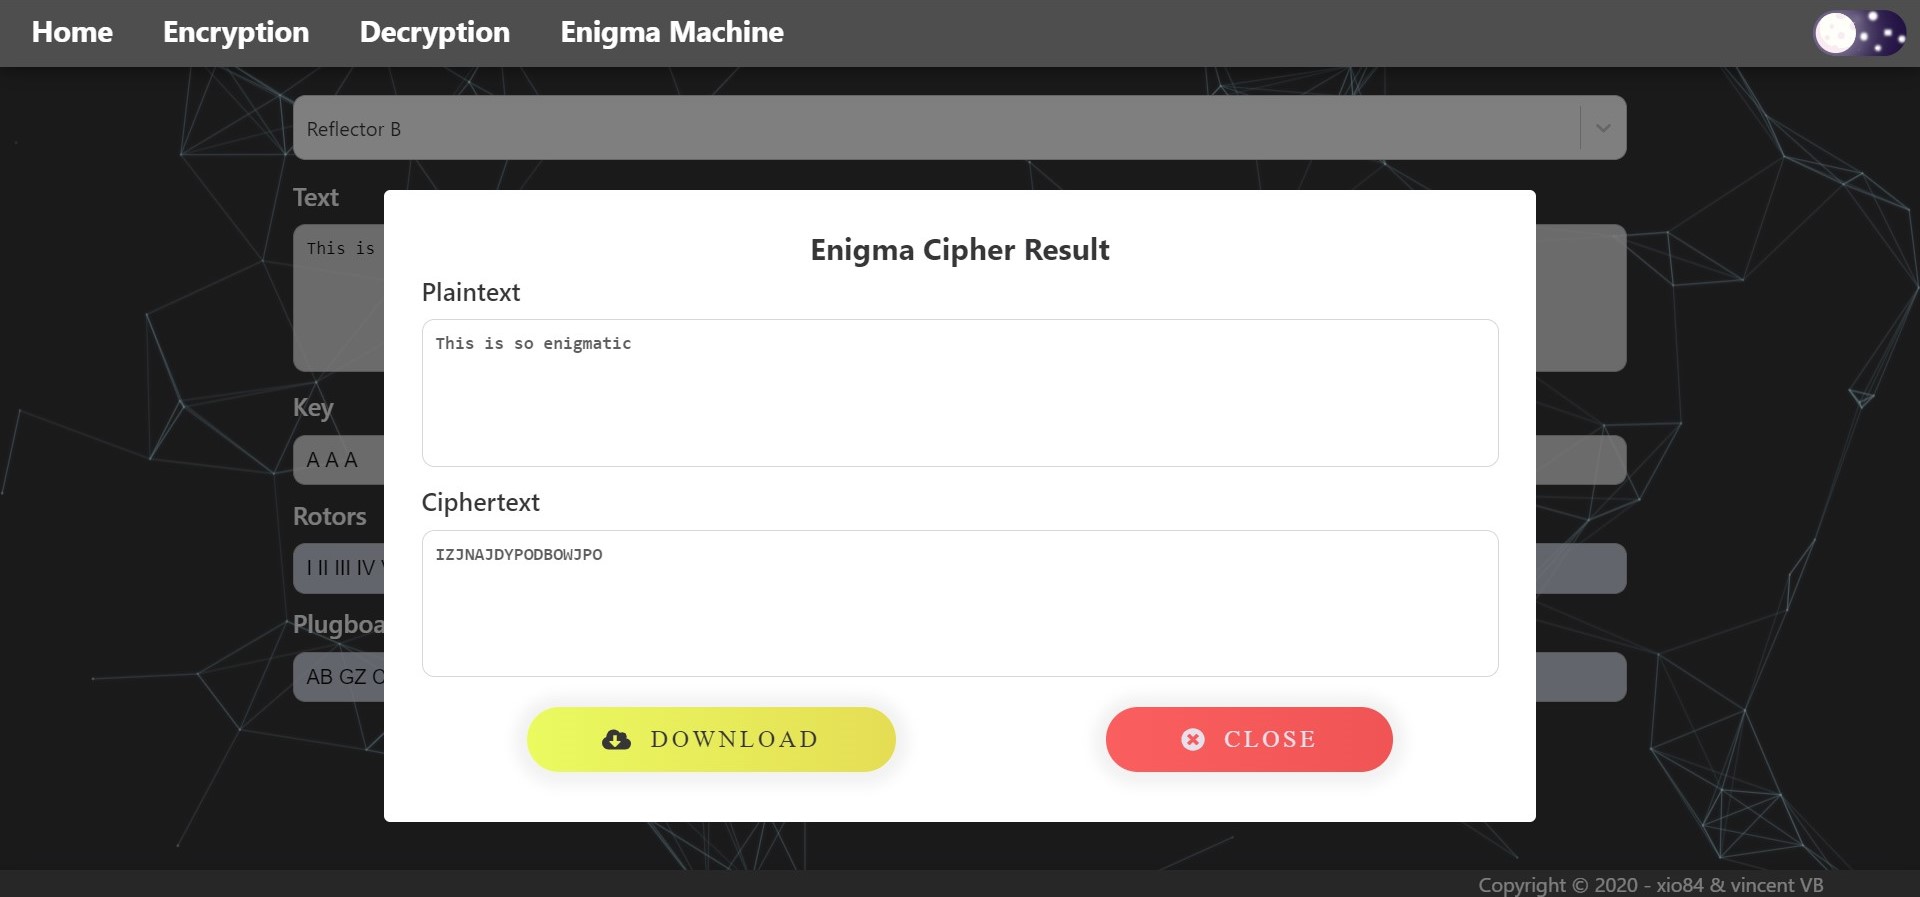 Home Encryption Decryption Enigma Machine
Reflector B
Text
This is
Enigma Cipher Result
Plaintext
This is so enigmatic
Key
A A A
Ciphertext
IZJNAJDYPODBOWJPO
Rotors
I II III IV
Plugboa
AB GZ
DOWNLOAD CLOSE
Copyright © 2020 - xio84 & vincent VB